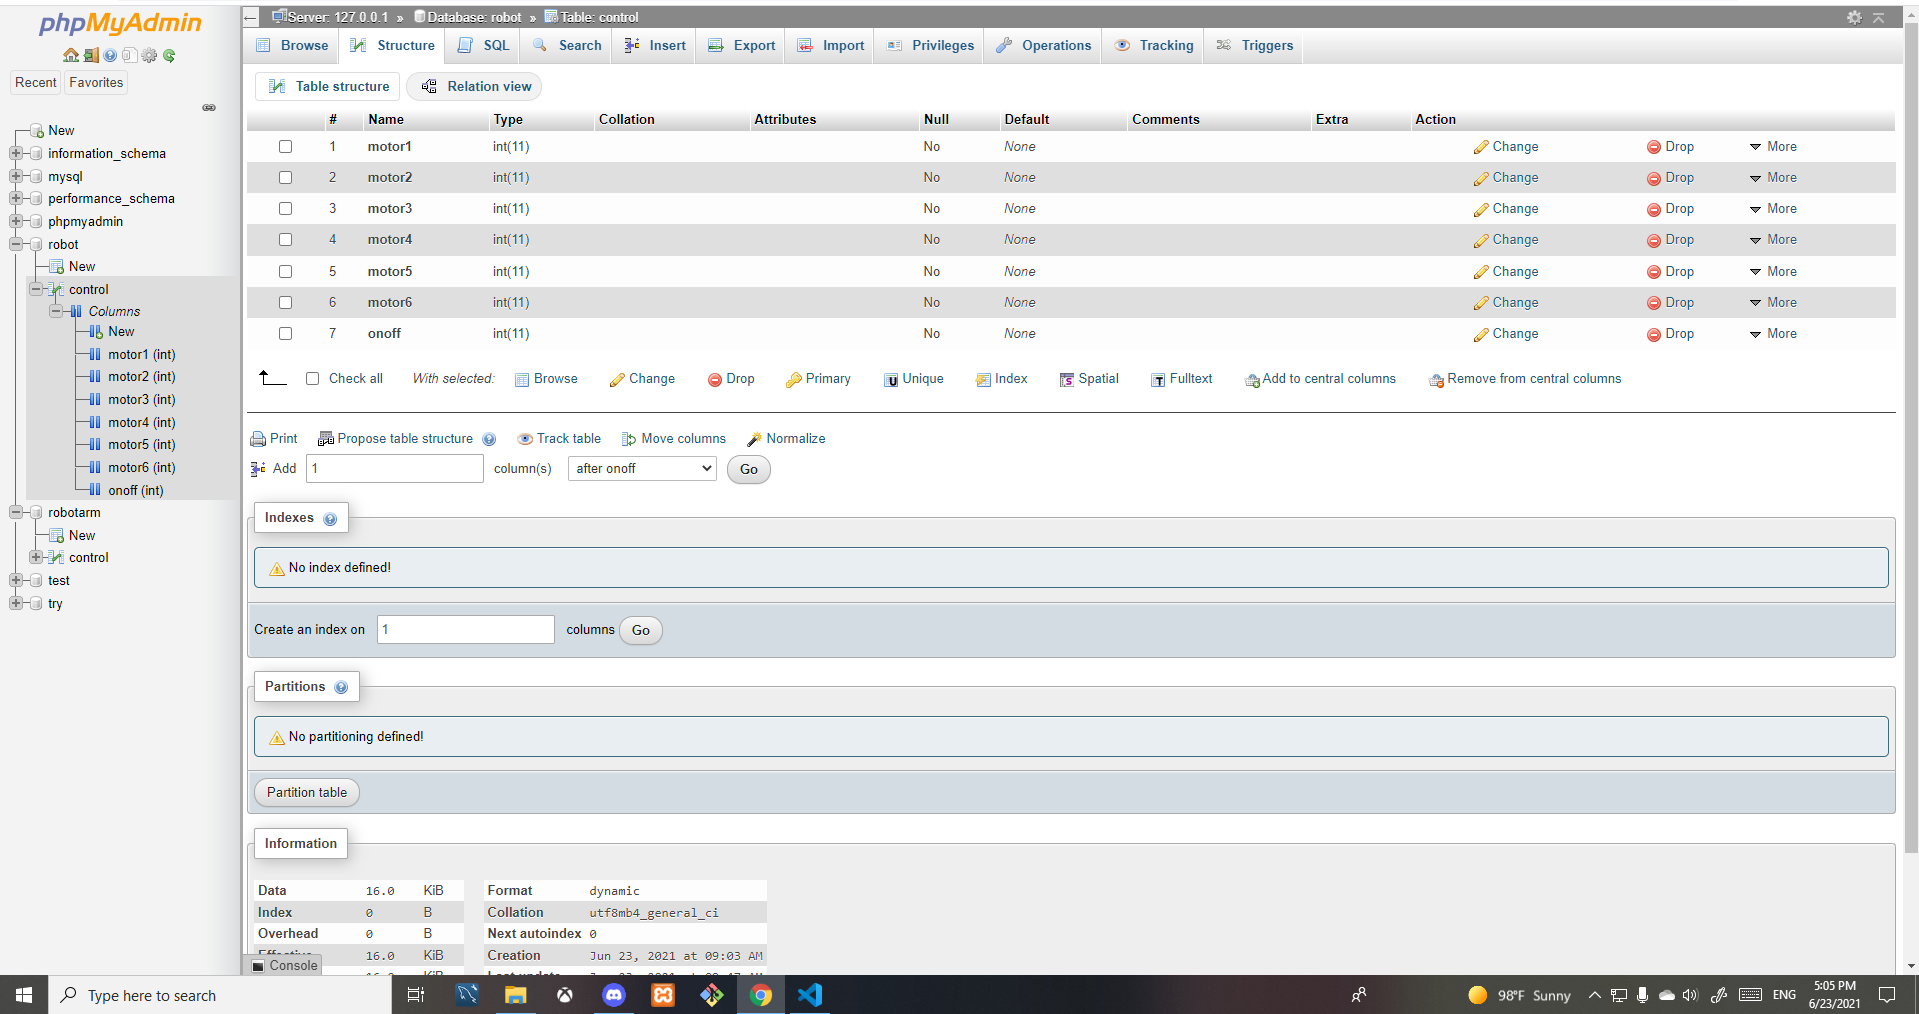 phpMyAdmin
Recent Favorites
New
information_schema
mysql
performance_schema
phpmyadmin
robot
New
control
Columns
New
motor1 (int)
motor2 (int)
motor3 (int)
motor4 (int)
motor5 (int)
motor6 (int)
onoff (int)
robotarm
New
control
test
try
Server: 127.0.0.1 » Database: robot » Table: control
Browse Structure SQL Search Insert Export Import Privileges Operations Tracking Triggers
Table structure Relation view
# Name Type Collation Attributes Null Default Comments Extra Action
1 motor1 int(11) No None Change Drop More
2 motor2 int(11) No None Change Drop More
3 motor3 int(11) No None Change Drop More
4 motor4 int(11) No None Change Drop More
5 motor5 int(11) No None Change Drop More
6 motor6 int(11) No None Change Drop More
7 onoff int(11) No None Change Drop More
Check all With selected: Browse Change Drop Primary Unique Index Spatial Fulltext Add to central columns Remove from central columns
Print Propose table structure Track table Move columns Normalize
Add 1 column(s) after onoff Go
Indexes
No index defined!
Create an index on 1 columns Go
Partitions
No partitioning defined!
Partition table
Information
Data 16.0 KiB Format dynamic
Index 0 B Collation utf8mb4_general_ci
Overhead 0 B Next autoindex 0
16.0 KiB Creation Jun 23, 2021 at 09:03 AM
Console
Type here to search
98°F Sunny ENG 5:05 PM
6/23/2021